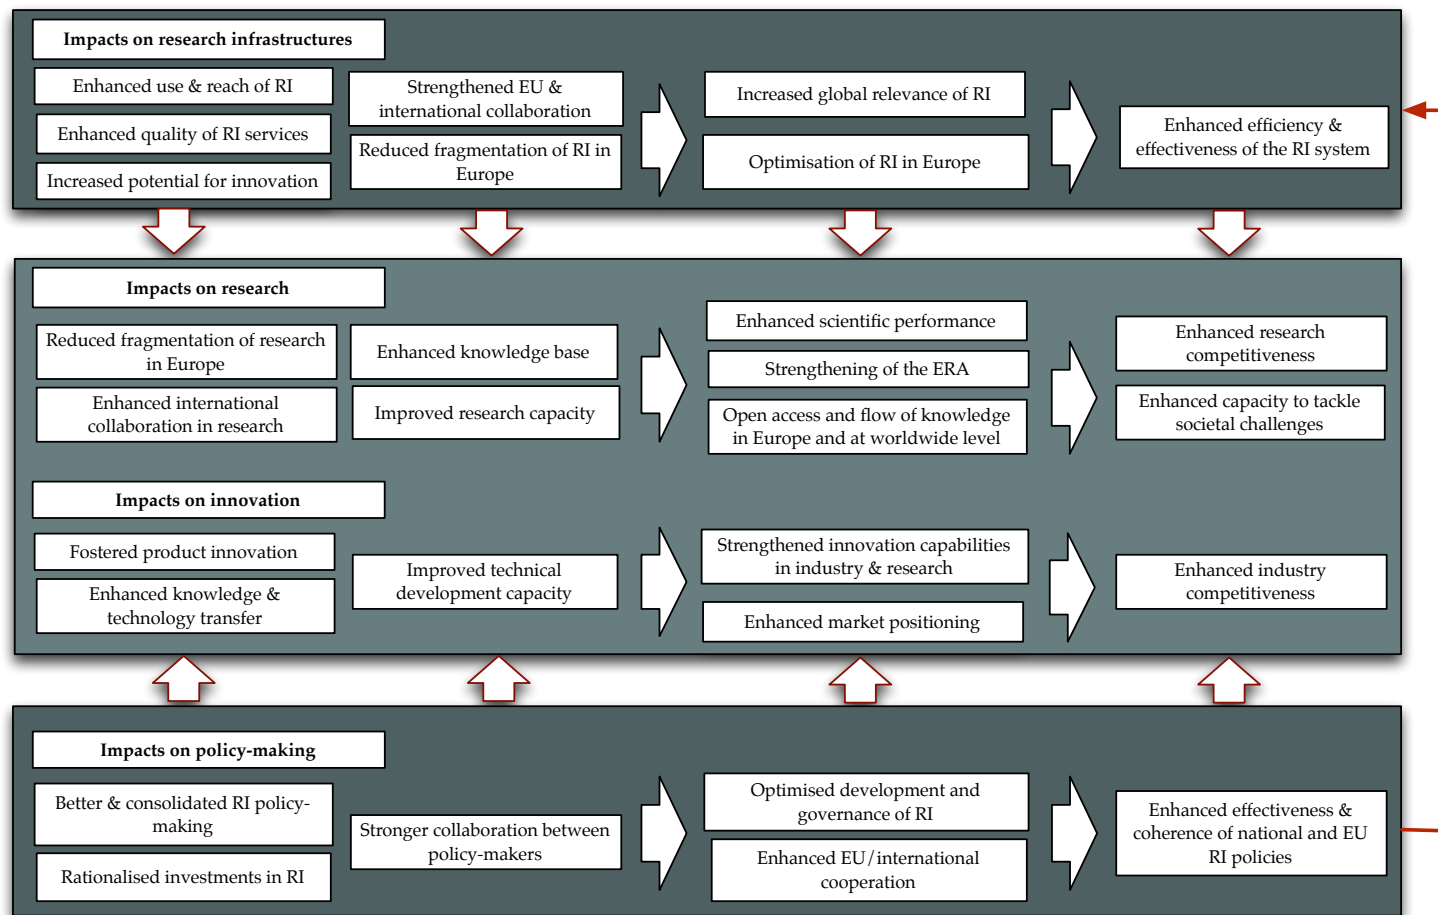 Impacts on research infrastructures
Enhanced use & reach of RI
Enhanced quality of RI services
Increased potential for innovation
Strengthened EU &
international collaboration
Reduced fragmentation of RI in
Europe
Increased global relevance of RI
Optimisation of RI in Europe
Enhanced efficiency &
effectiveness of the RI system
Impacts on research
Reduced fragmentation of research
in Europe
Enhanced international
collaboration in research
Enhanced knowledge base
Improved research capacity
Enhanced scientific performance
Strengthening of the ERA
Open access and flow of knowledge
in Europe and at worldwide level
Enhanced research
competitiveness
Enhanced capacity to tackle
societal challenges
Impacts on innovation
Fostered product innovation
Enhanced knowledge &
technology transfer
Improved technical
development capacity
Strengthened innovation capabilities
in industry & research
Enhanced market positioning
Enhanced industry
competitiveness
Impacts on policy-making
Better & consolidated RI policy-
making
Rationalised investments in RI
Stronger collaboration between
policy-makers
Optimised development and
governance of RI
Enhanced EU/international
cooperation
Enhanced effectiveness &
coherence of national and EU
RI policies